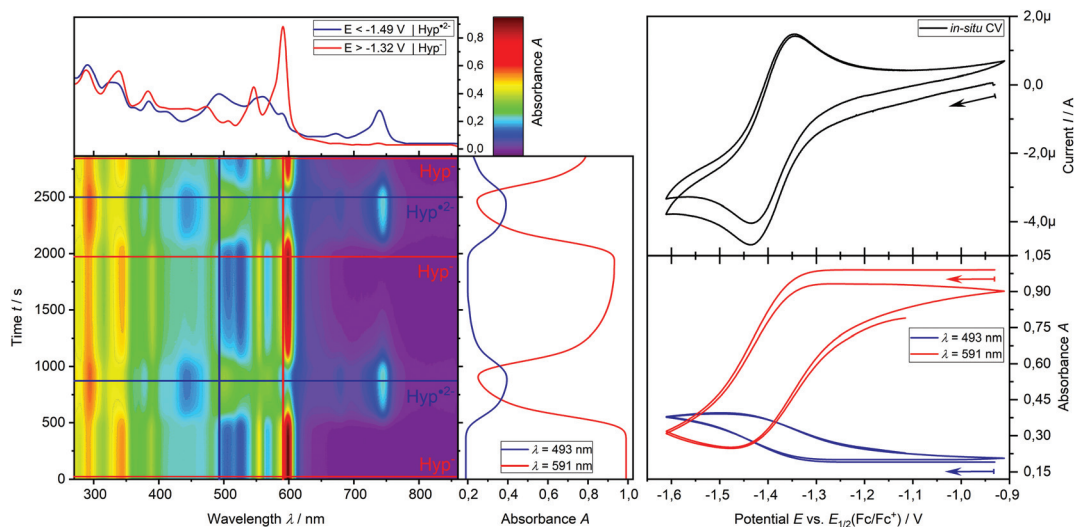 E < -1.49 V | Hyp•2-
E > -1.32 V | Hyp-
0,8
0,6
0,4
0,2
0,0
Absorbance A
Hyp-
Hyp•2-
Hyp-
Hyp•2-
Hyp-
2500
2000
1500
1000
500
0
Time t / s
300 400 500 600 700 800
Wavelength λ / nm
λ = 493 nm
λ = 591 nm
0,2 0,4 0,6 0,8 1,0
Absorbance A
in-situ CV
2,0µ
0,0
-2,0µ
-4,0µ
Current I / A
1,05
0,90
0,75
0,60
0,45
0,30
0,15
Absorbance A
λ = 493 nm
λ = 591 nm
-1,6 -1,5 -1,4 -1,3 -1,2 -1,1 -1,0 -0,9
Potential E vs. E1/2(Fc/Fc+) / V